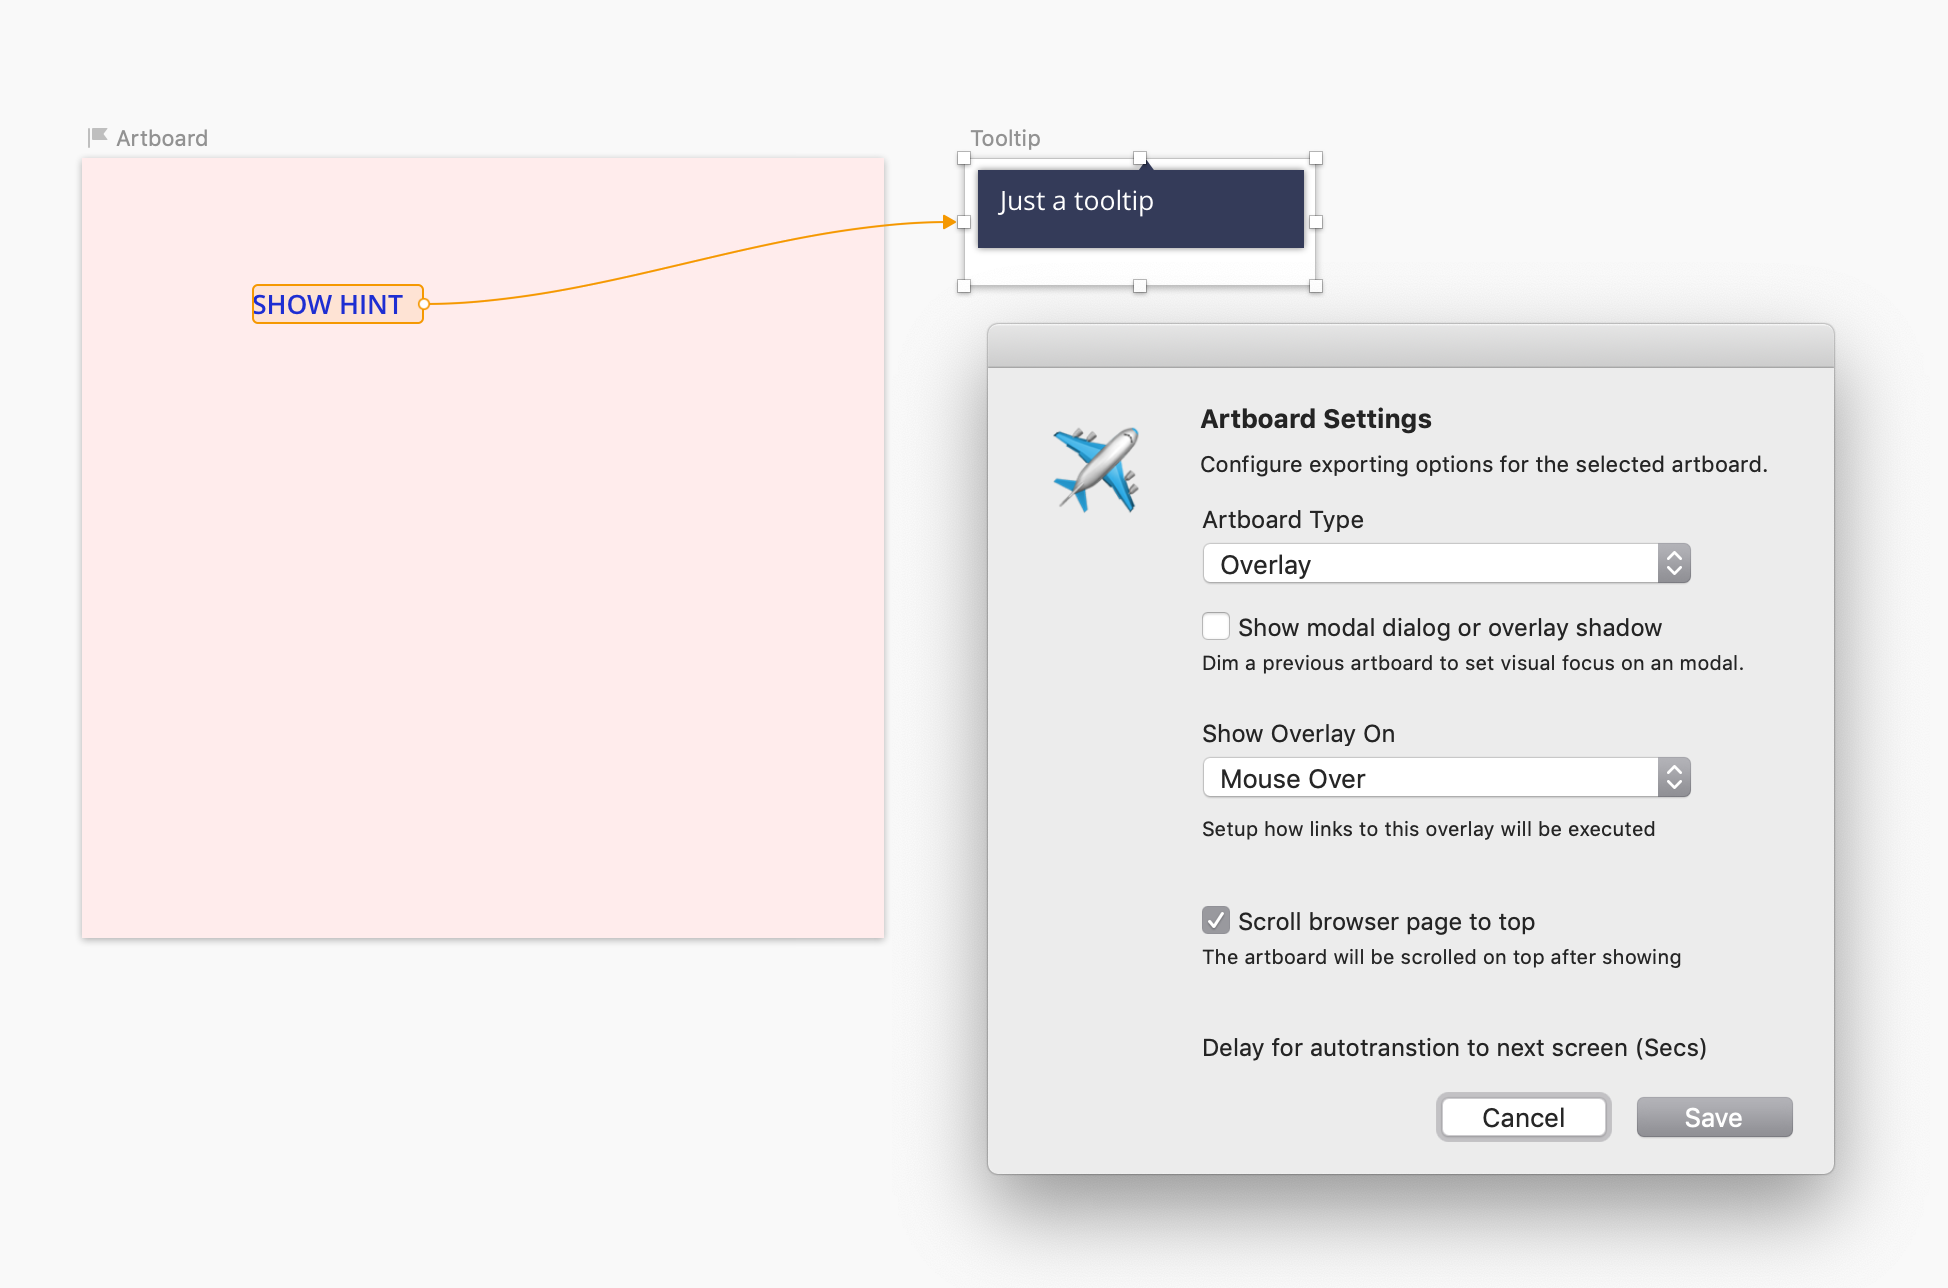 Artboard
Tooltip
Just a tooltip
SHOW HINT
Artboard Settings
Configure exporting options for the selected artboard.
Artboard Type
Overlay
Show modal dialog or overlay shadow
Dim a previous artboard to set visual focus on an modal.
Show Overlay On
Mouse Over
Setup how links to this overlay will be executed
Scroll browser page to top
The artboard will be scrolled on top after showing
Delay for autotranstion to next screen (Secs)
Cancel
Save